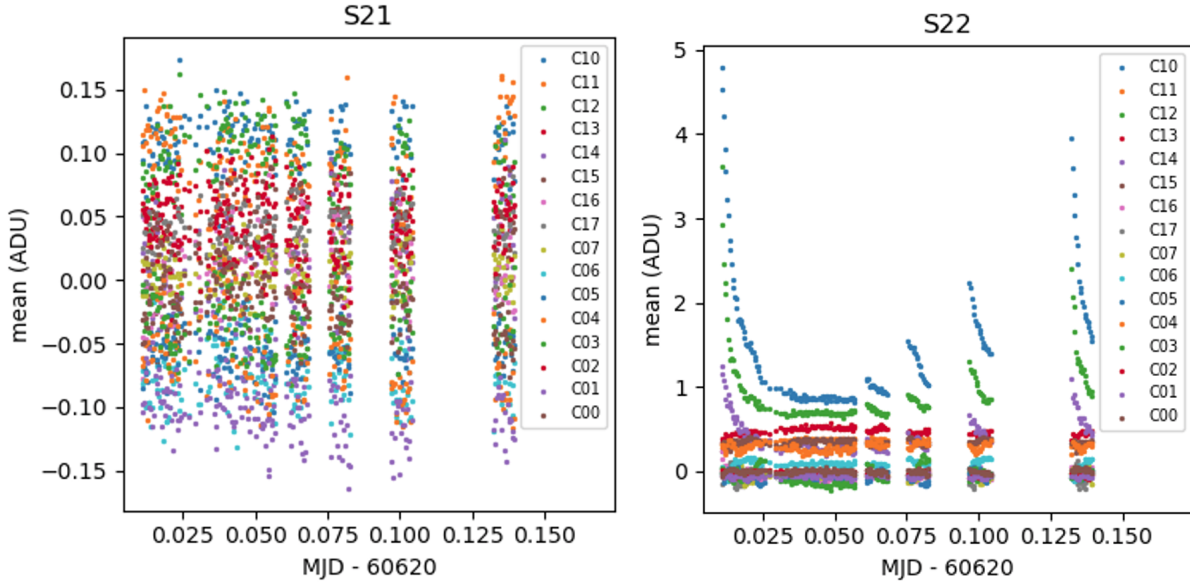 S21
mean (ADU)
0.15
0.10
0.05
0.00
−0.05
−0.10
−0.15
0.025
0.050
0.075
0.100
0.125
0.150
MJD - 60620
C10
C11
C12
C13
C14
C15
C16
C17
C07
C06
C05
C04
C03
C02
C01
C00
S22
mean (ADU)
5
4
3
2
1
0
0.025
0.050
0.075
0.100
0.125
0.150
MJD - 60620
C10
C11
C12
C13
C14
C15
C16
C17
C07
C06
C05
C04
C03
C02
C01
C00